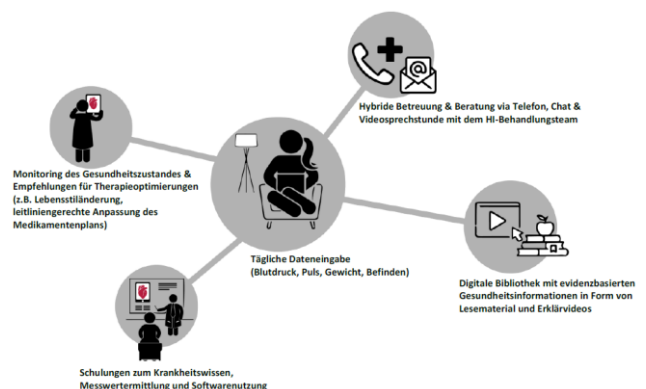 Hybride Betreuung & Beratung via Telefon, Chat &
Videosprechstunde mit dem HI-Behandlungsteam
Monitoring des Gesundheitszustandes &
Empfehlungen für Therapieoptimierungen
(z.B. Lebensstiländerung,
leitliniengerechte Anpassung des
Medikamentenplans)
Tägliche Dateneingabe
(Blutdruck, Puls, Gewicht, Befinden)
Digitale Bibliothek mit evidenzbasierten
Gesundheitsinformationen in Form von
Lesematerial und Erklärvideos
Schulungen zum Krankheitswissen,
Messwertermittlung und Softwarenutzung